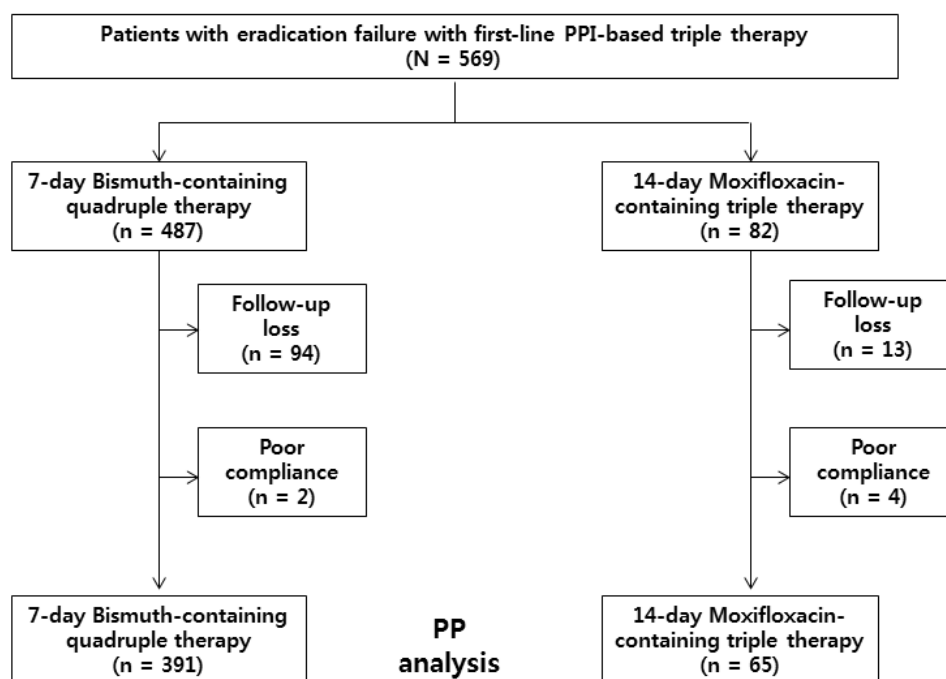 Patients with eradication failure with first-line PPI-based triple therapy
(N = 569)
7-day Bismuth-containing
quadruple therapy
(n = 487)
14-day Moxifloxacin-
containing triple therapy
(n = 82)
Follow-up
loss
(n = 94)
Follow-up
loss
(n = 13)
Poor
compliance
(n = 2)
Poor
compliance
(n = 4)
7-day Bismuth-containing
quadruple therapy
(n = 391)
PP
analysis
14-day Moxifloxacin-
containing triple therapy
(n = 65)